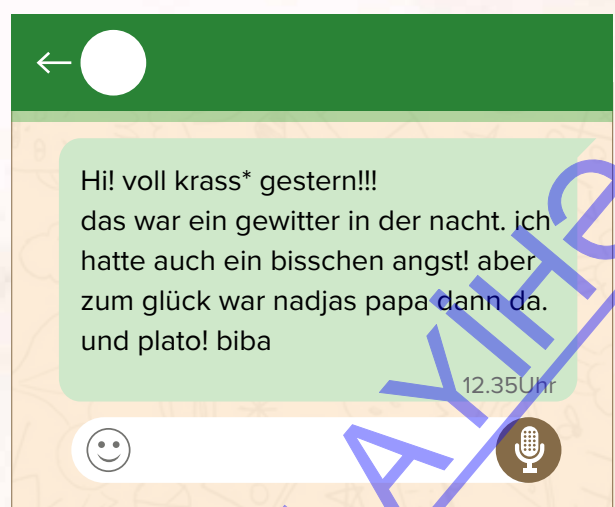 Hi! voll krass* gestern!!!
das war ein gewitter in der nacht. ich
hatte auch ein bisschen angst! aber
zum glück war nadjas papa dann da.
und plato! biba
12.35Uhr